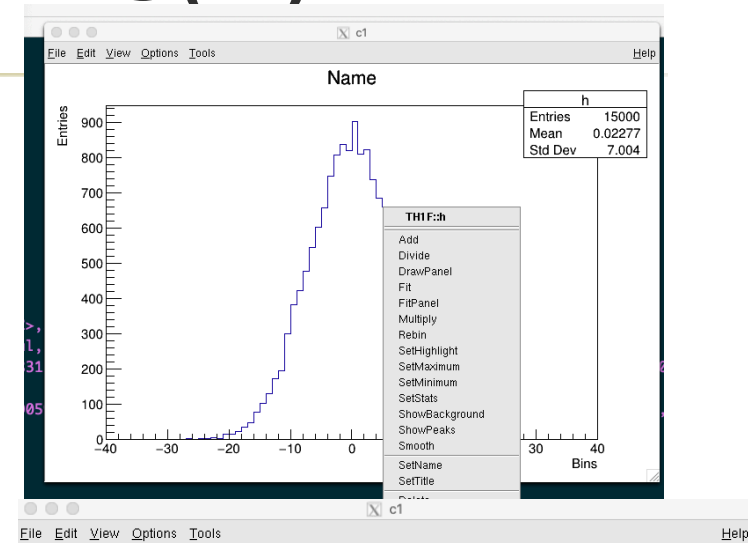 c1
File Edit View Options Tools Help
Name
h
Entries 15000
Mean 0.02277
Std Dev 7.004
Entries
900
800
700
600
500
400
300
200
100
0
−40 −30 −20 −10 0 30 40
Bins
TH1F::h
Add
Divide
DrawPanel
Fit
FitPanel
Multiply
Rebin
SetHighlight
SetMaximum
SetMinimum
SetStats
ShowBackground
ShowPeaks
Smooth
SetName
SetTitle
>,
l,
31
05
c1
File Edit View Options Tools Help